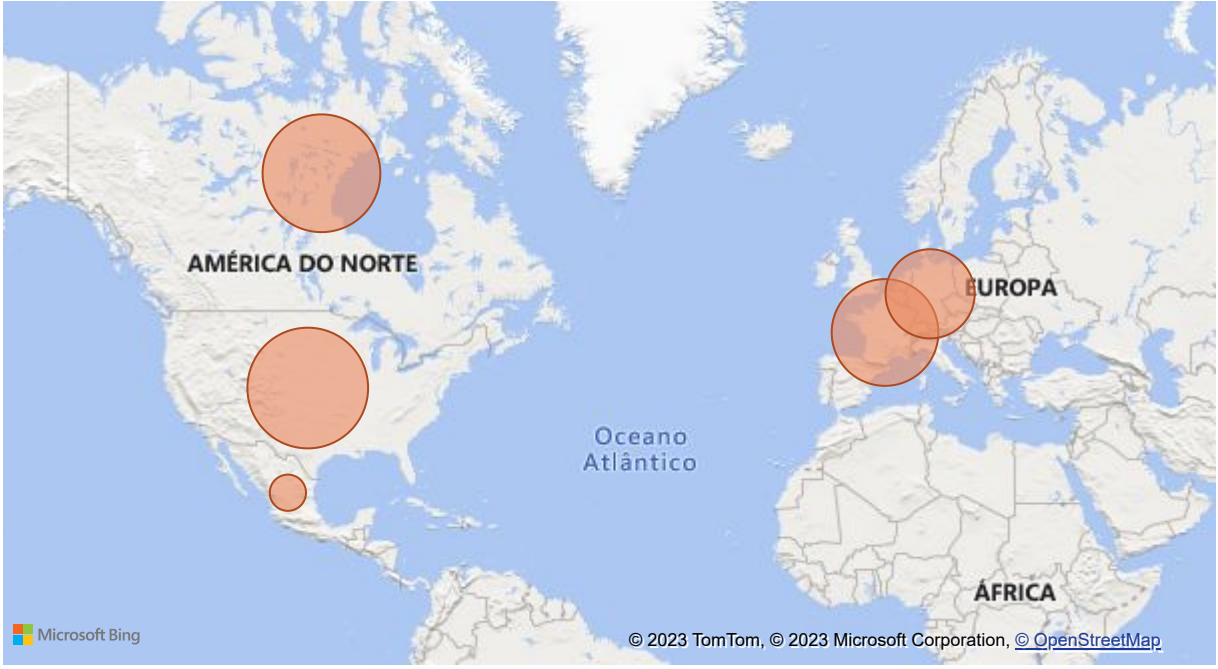 AMÉRICA DO NORTE
EUROPA
Oceano
Atlântico
ÁFRICA
Microsoft Bing
© 2023 TomTom, © 2023 Microsoft Corporation, © OpenStreetMap